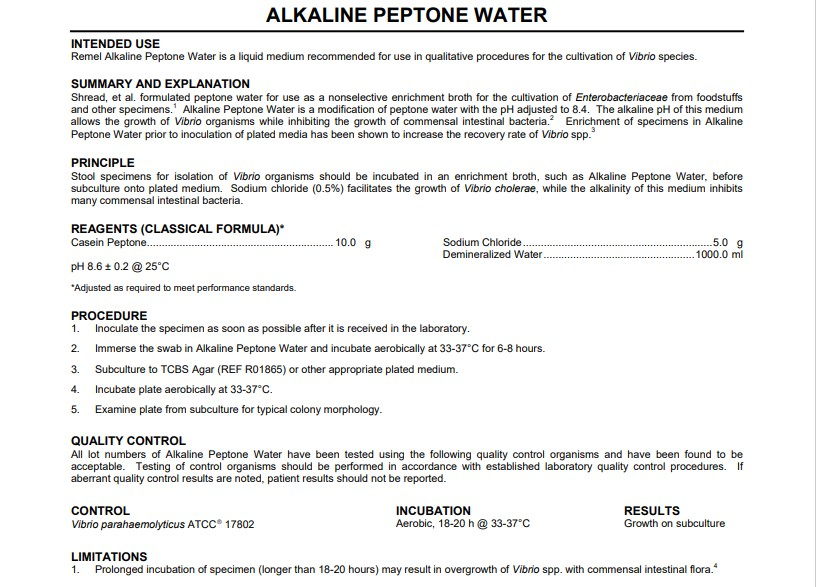 ALKALINE PEPTONE WATER
INTENDED USE
Remel Alkaline Peptone Water is a liquid medium recommended for use in qualitative procedures for the cultivation of Vibrio species.
SUMMARY AND EXPLANATION
Shread, et al. formulated peptone water for use as a nonselective enrichment broth for the cultivation of Enterobacteriaceae from foodstuffs
and other specimens.1 Alkaline Peptone Water is a modification of peptone water with the pH adjusted to 8.4. The alkaline pH of this medium
allows the growth of Vibrio organisms while inhibiting the growth of commensal intestinal bacteria.2 Enrichment of specimens in Alkaline
Peptone Water prior to inoculation of plated media has been shown to increase the recovery rate of Vibrio spp.3
PRINCIPLE
Stool specimens for isolation of Vibrio organisms should be incubated in an enrichment broth, such as Alkaline Peptone Water, before
subculture onto plated medium. Sodium chloride (0.5%) facilitates the growth of Vibrio cholerae, while the alkalinity of this medium inhibits
many commensal intestinal bacteria.
REAGENTS (CLASSICAL FORMULA)*
Casein Peptone.............................................................. 10.0 g
Sodium Chloride...............................................................5.0 g
Demineralized Water..................................................1000.0 ml
pH 8.6 ± 0.2 @ 25°C
*Adjusted as required to meet performance standards.
PROCEDURE
1. Inoculate the specimen as soon as possible after it is received in the laboratory.
2. Immerse the swab in Alkaline Peptone Water and incubate aerobically at 33-37°C for 6-8 hours.
3. Subculture to TCBS Agar (REF R01865) or other appropriate plated medium.
4. Incubate plate aerobically at 33-37°C.
5. Examine plate from subculture for typical colony morphology.
QUALITY CONTROL
All lot numbers of Alkaline Peptone Water have been tested using the following quality control organisms and have been found to be
acceptable. Testing of control organisms should be performed in accordance with established laboratory quality control procedures. If
aberrant quality control results are noted, patient results should not be reported.
CONTROL INCUBATION RESULTS
Vibrio parahaemolyticus ATCC® 17802 Aerobic, 18-20 h @ 33-37°C Growth on subculture
LIMITATIONS
1. Prolonged incubation of specimen (longer than 18-20 hours) may result in overgrowth of Vibrio spp. with commensal intestinal flora.4